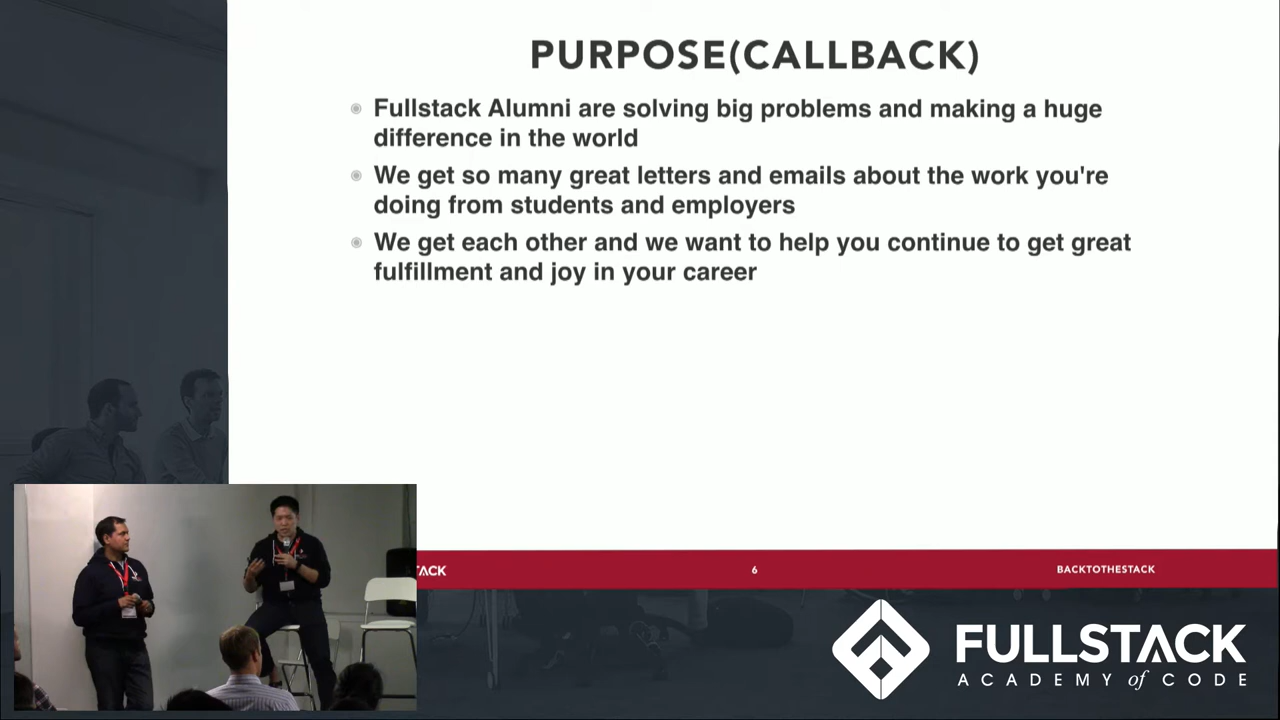 PURPOSE(CALLBACK)
Fullstack Alumni are solving big problems and making a huge
difference in the world
We get so many great letters and emails about the work you're
doing from students and employers
We get each other and we want to help you continue to get great
fulfillment and joy in your career
TACK
6
BACKTOTHESTACK
FULLSTACK
ACADEMY of CODE